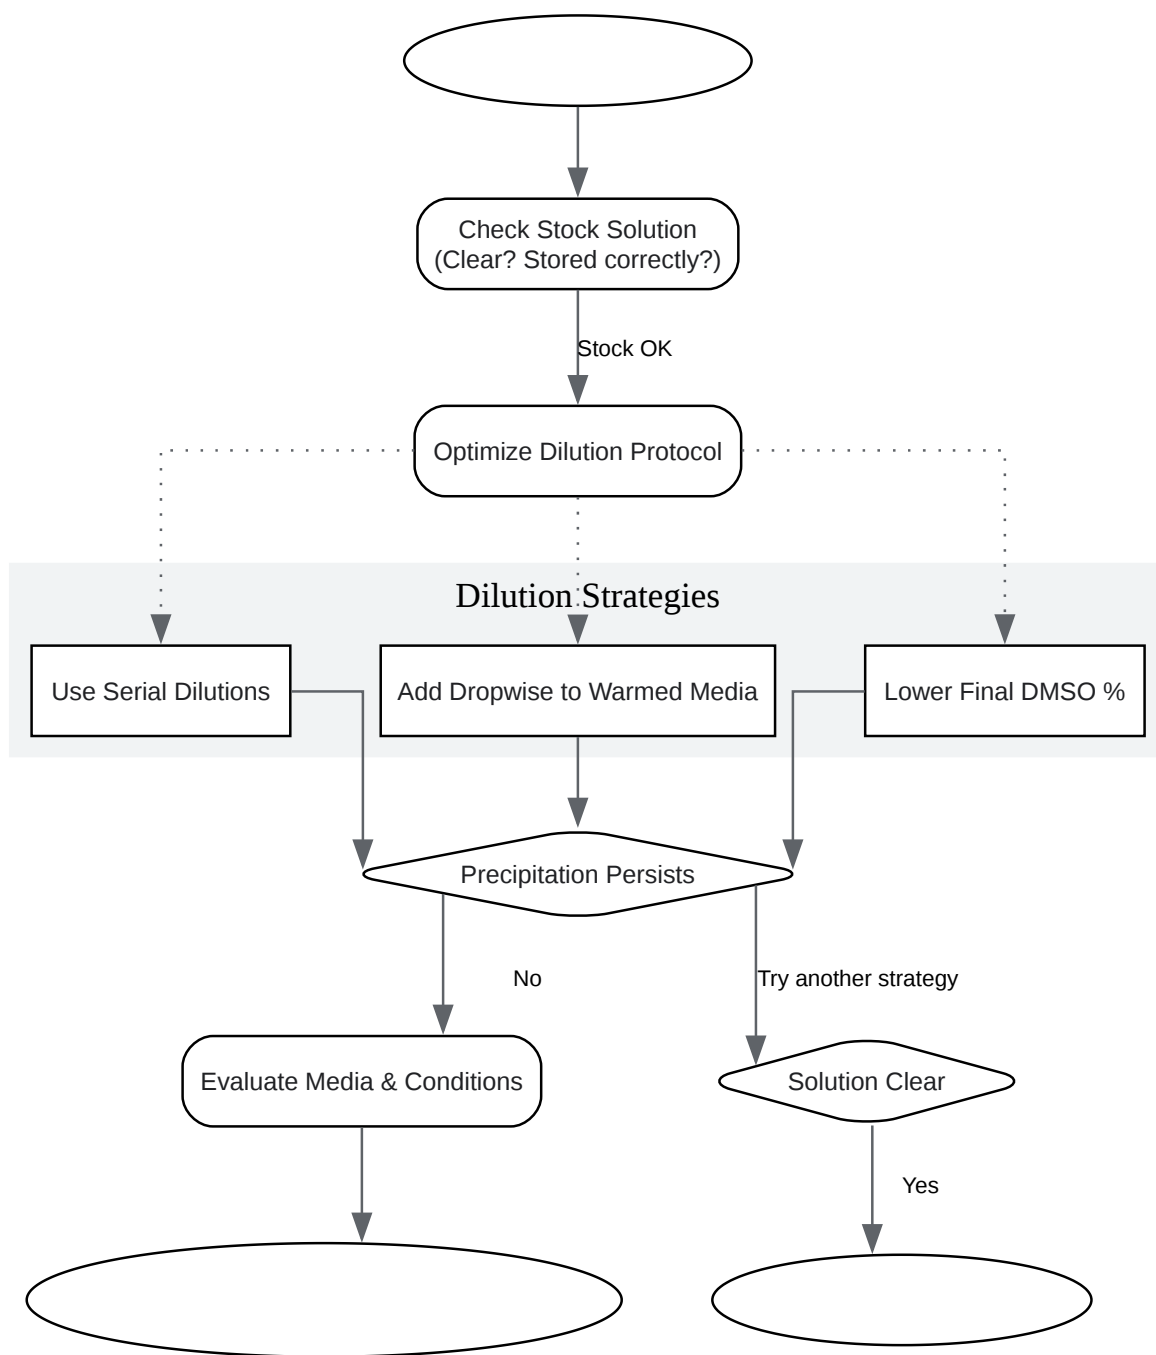 Check Stock Solution
(Clear? Stored correctly?)
Stock OK
Optimize Dilution Protocol
Dilution Strategies
Use Serial Dilutions
Add Dropwise to Warmed Media
Lower Final DMSO %
Precipitation Persists
No
Try another strategy
Evaluate Media & Conditions
Solution Clear
Yes